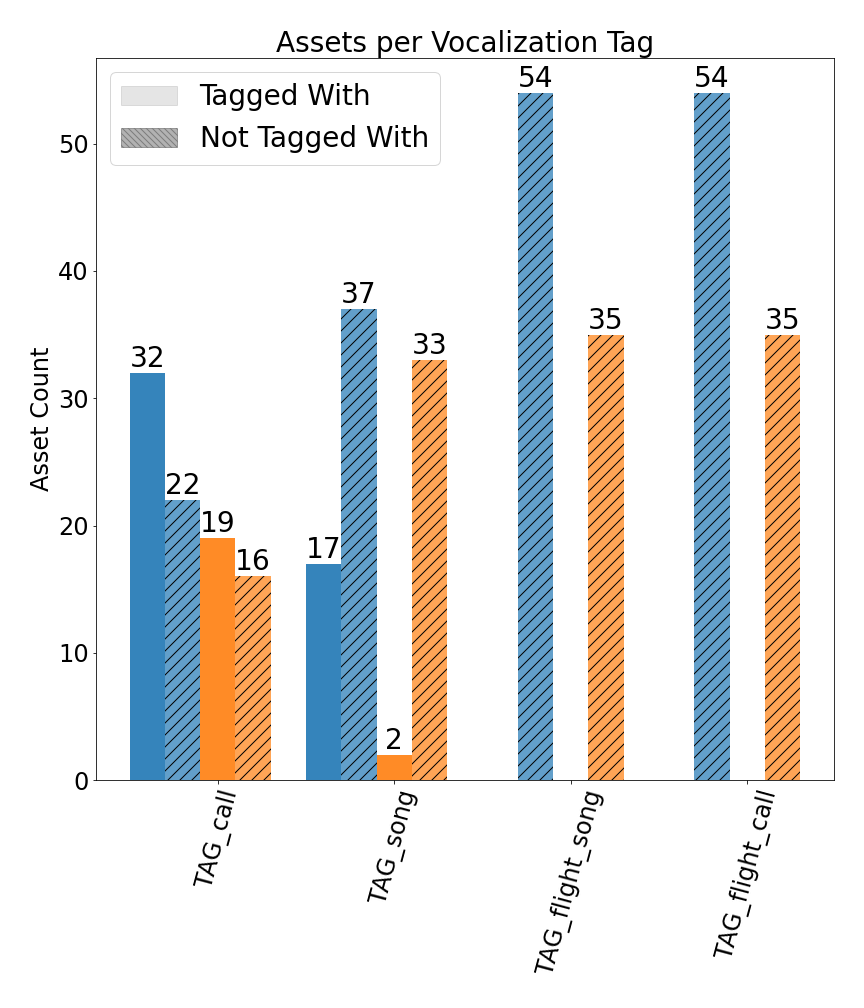 Assets per Vocalization Tag
Tagged With
Not Tagged With
Asset Count
50
40
30
20
10
0
32
22
19
16
17
37
2
33
54
35
54
35
TAG_call
TAG_song
TAG_flight_song
TAG_flight_call